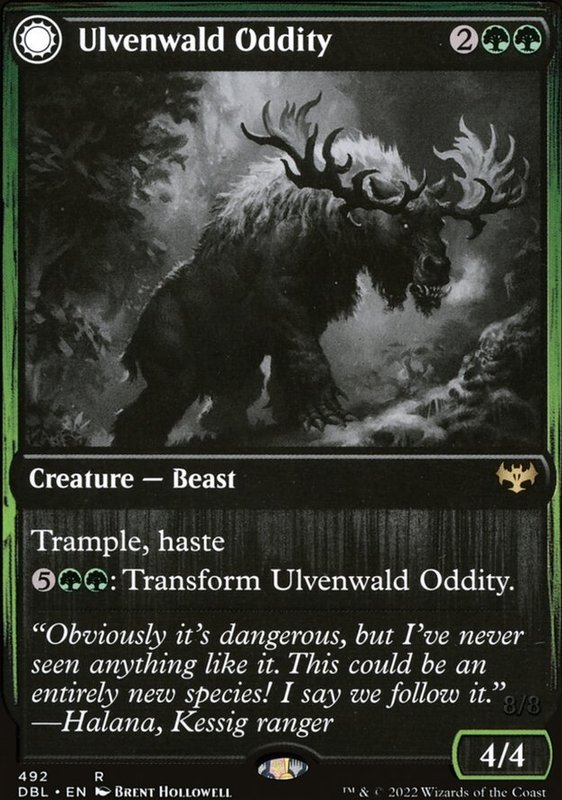 Ulvenwald Oddity 2
Creature — Beast
Trample, haste
5: Transform Ulvenwald Oddity.
“Obviously it’s dangerous, but I’ve never
seen anything like it. This could be an
entirely new species! I say we follow it.”
—Halana, Kessig ranger
8/8
4/4
492 R
DBL • EN Brent Hollowell
™ & © 2022 Wizards of the Coast